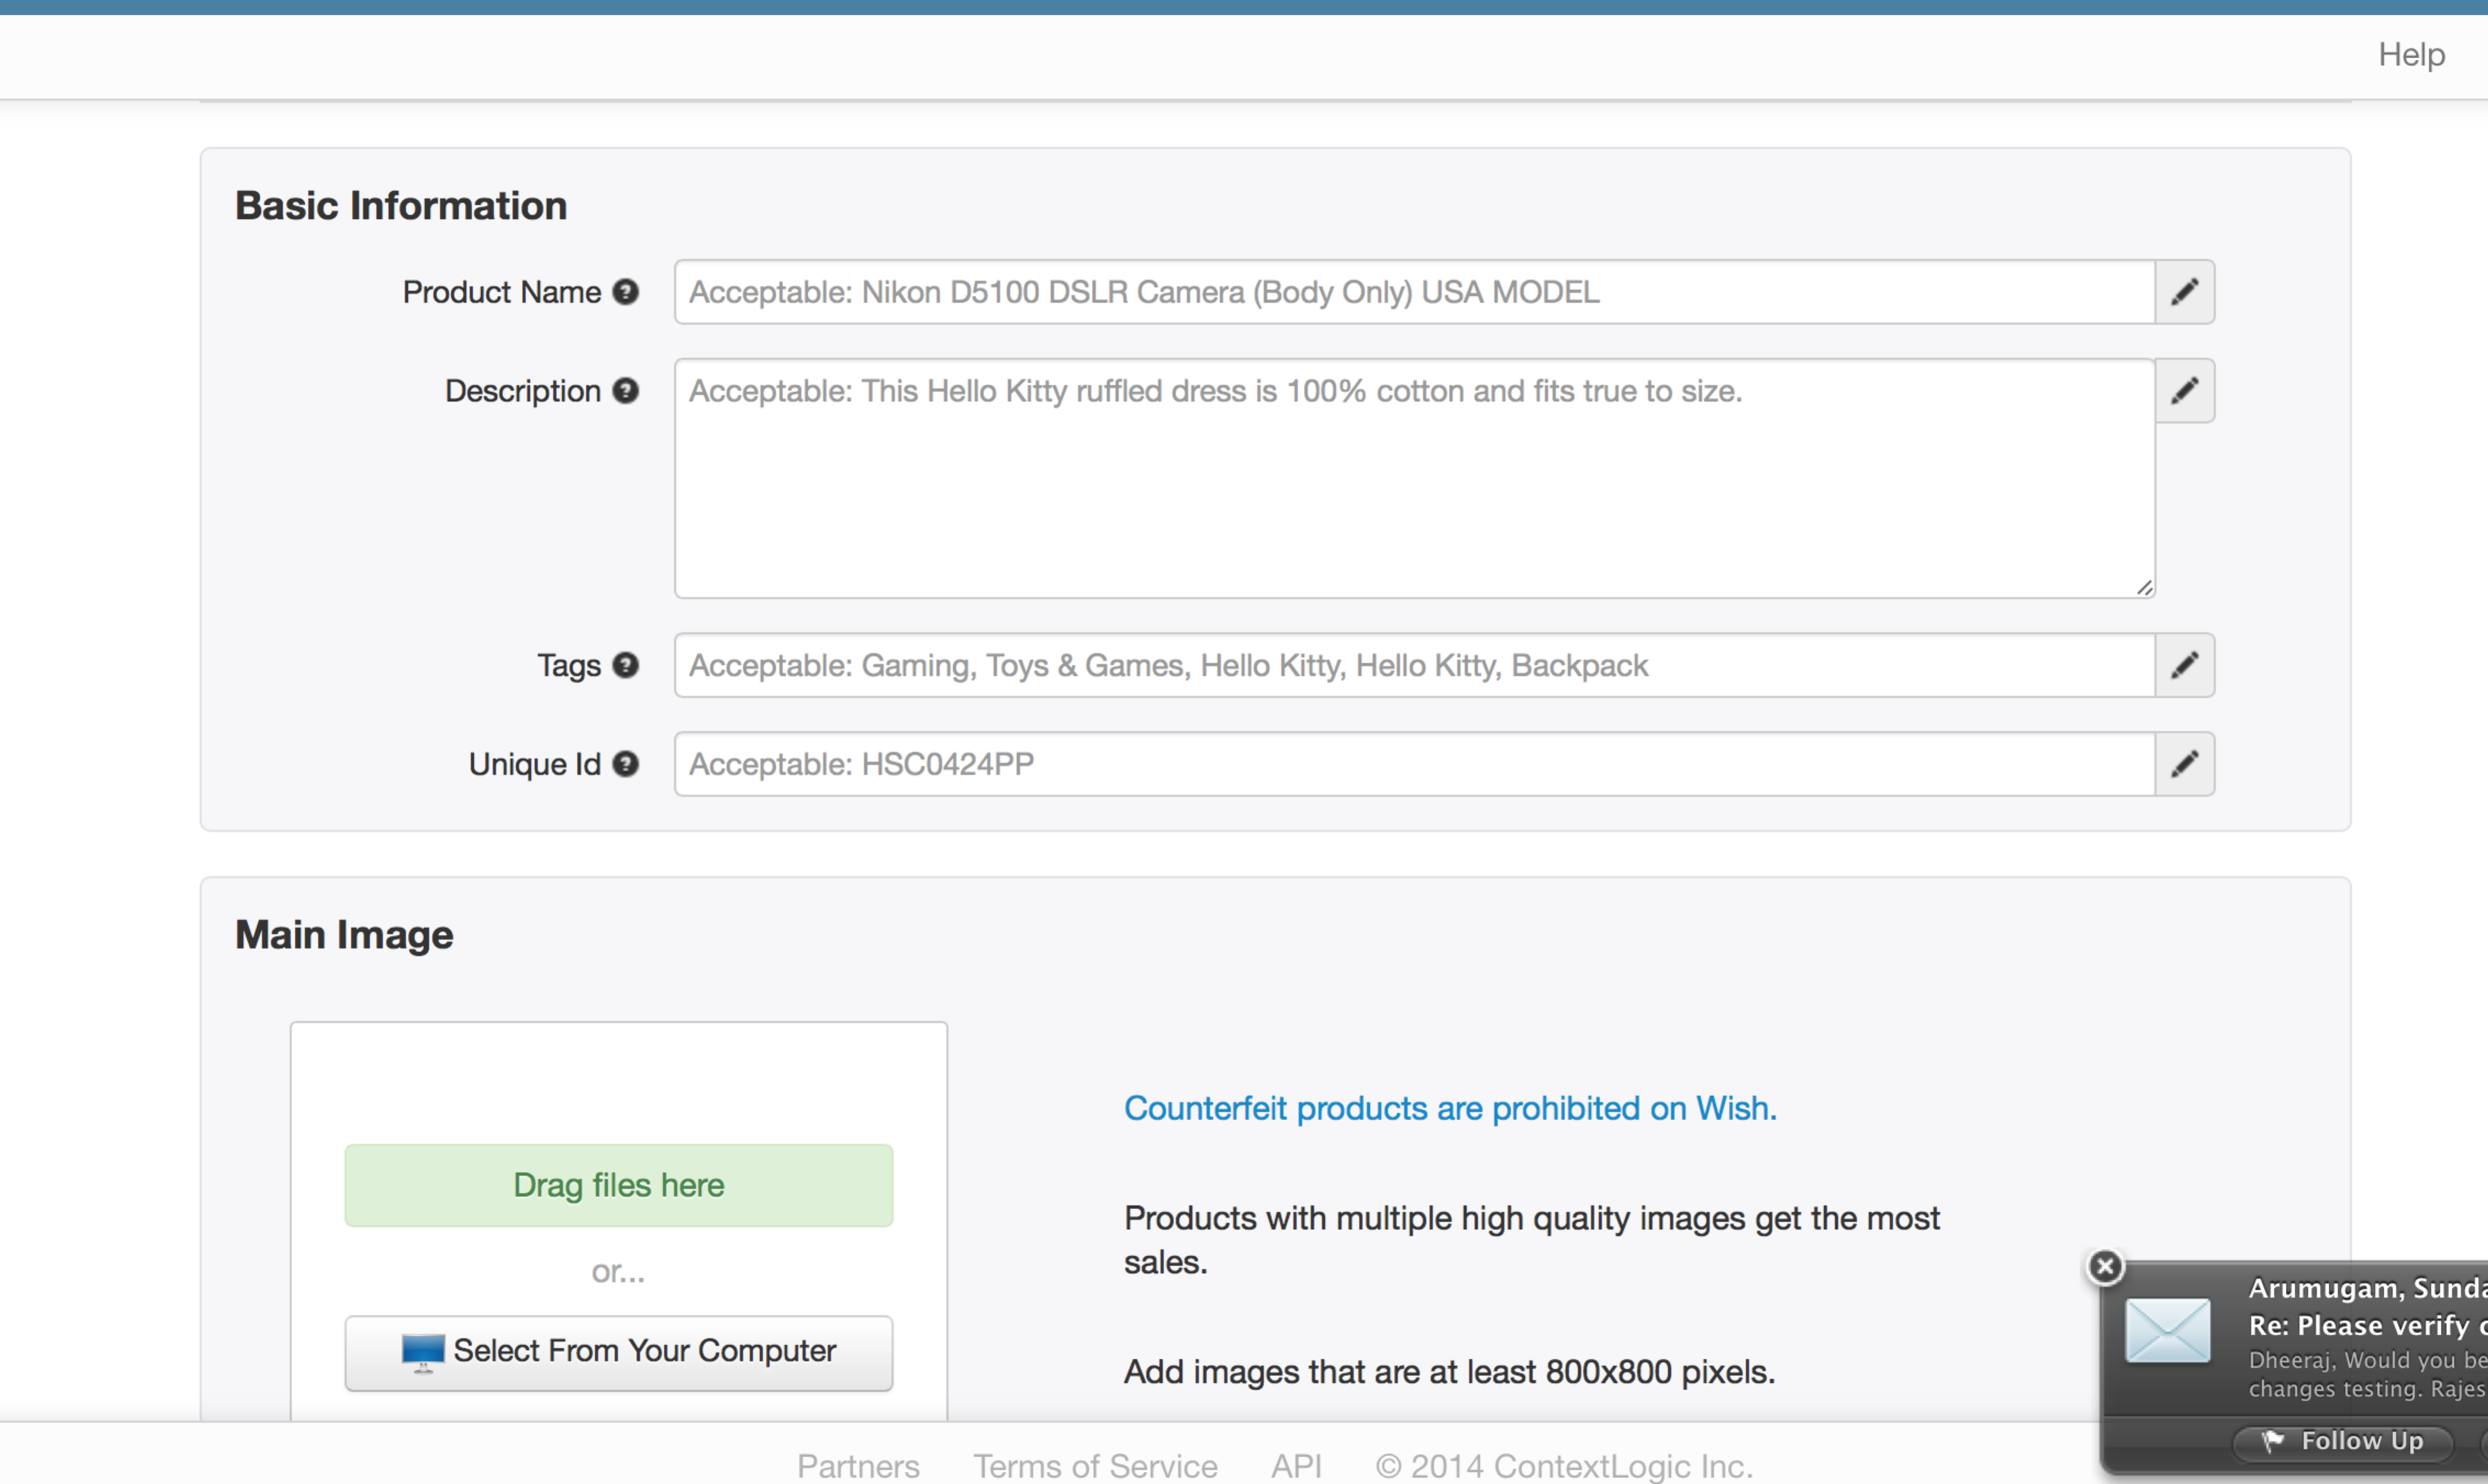 Help
Basic Information
Product Name
Acceptable: Nikon D5100 DSLR Camera (Body Only) USA MODEL
Description
Acceptable: This Hello Kitty ruffled dress is 100% cotton and fits true to size.
Tags
Acceptable: Gaming, Toys & Games, Hello Kitty, Hello Kitty, Backpack
Unique Id
Acceptable: HSC0424PP
Main Image
Drag files here
or...
Select From Your Computer
Counterfeit products are prohibited on Wish.
Products with multiple high quality images get the most
sales.
Add images that are at least 800x800 pixels.
Arumugam, Sunda
Re: Please verify
Dheeraj, Would you be
changes testing. Rajes
Follow Up
Partners Terms of Service API © 2014 ContextLogic Inc.